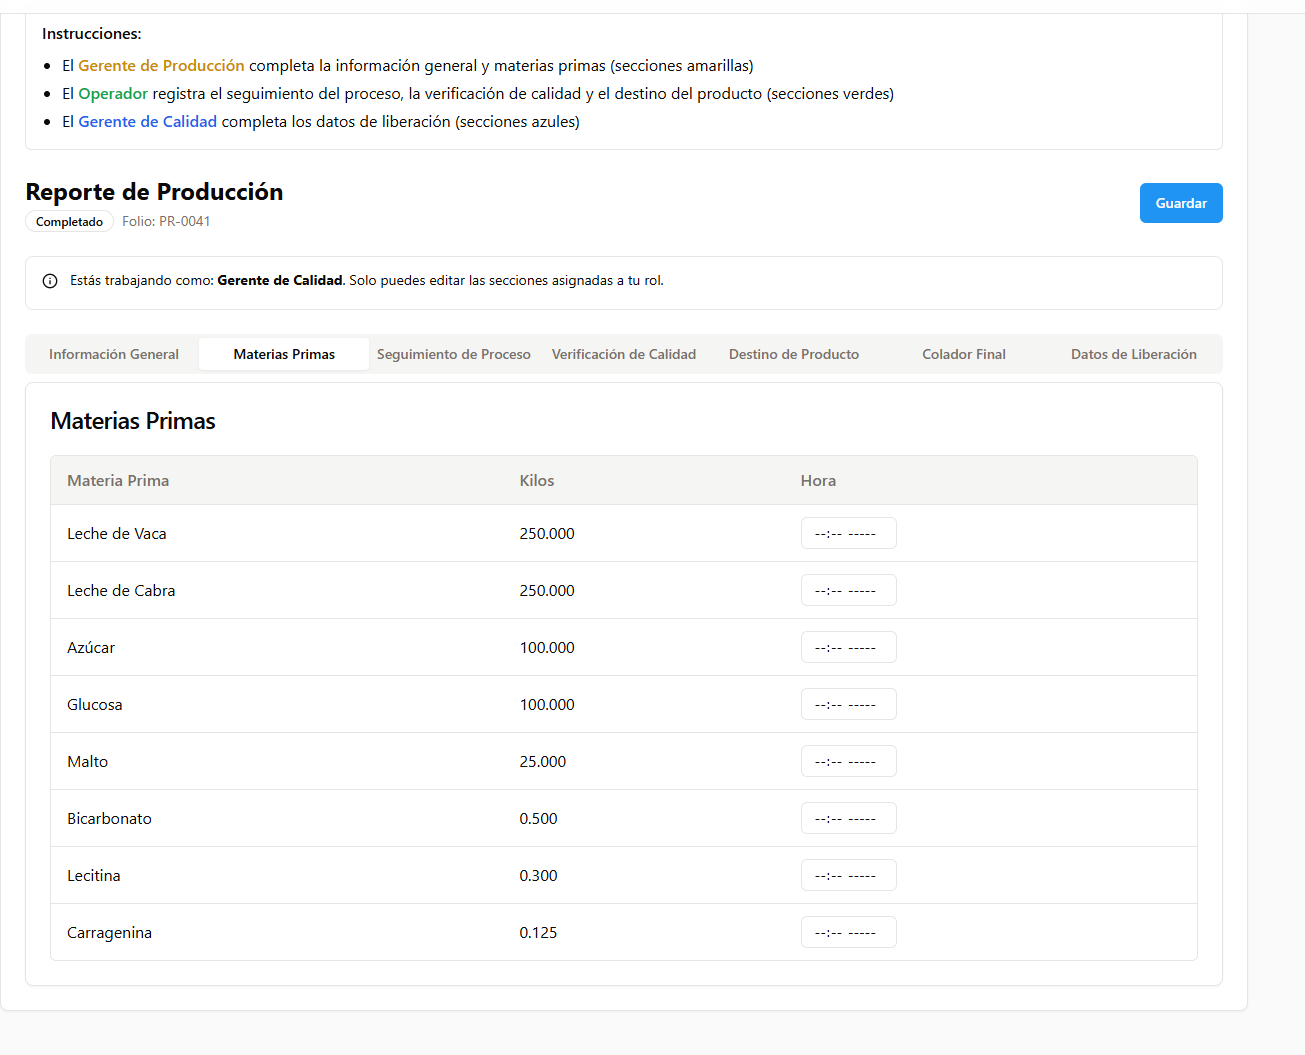 Instrucciones:
El Gerente de Producción completa la información general y materias primas (secciones amarillas)
El Operador registra el seguimiento del proceso, la verificación de calidad y el destino del producto (secciones verdes)
El Gerente de Calidad completa los datos de liberación (secciones azules)
Reporte de Producción
Guardar
Completado Folio: PR-0041
Estás trabajando como: Gerente de Calidad. Solo puedes editar las secciones asignadas a tu rol.
Información General Materias Primas Seguimiento de Proceso Verificación de Calidad Destino de Producto Colador Final Datos de Liberación
Materias Primas
Materia Prima Kilos Hora
Leche de Vaca 250.000 --:-- -----
Leche de Cabra 250.000 --:-- -----
Azúcar 100.000 --:-- -----
Glucosa 100.000 --:-- -----
Malto 25.000 --:-- -----
Bicarbonato 0.500 --:-- -----
Lecitina 0.300 --:-- -----
Carragenina 0.125 --:-- -----